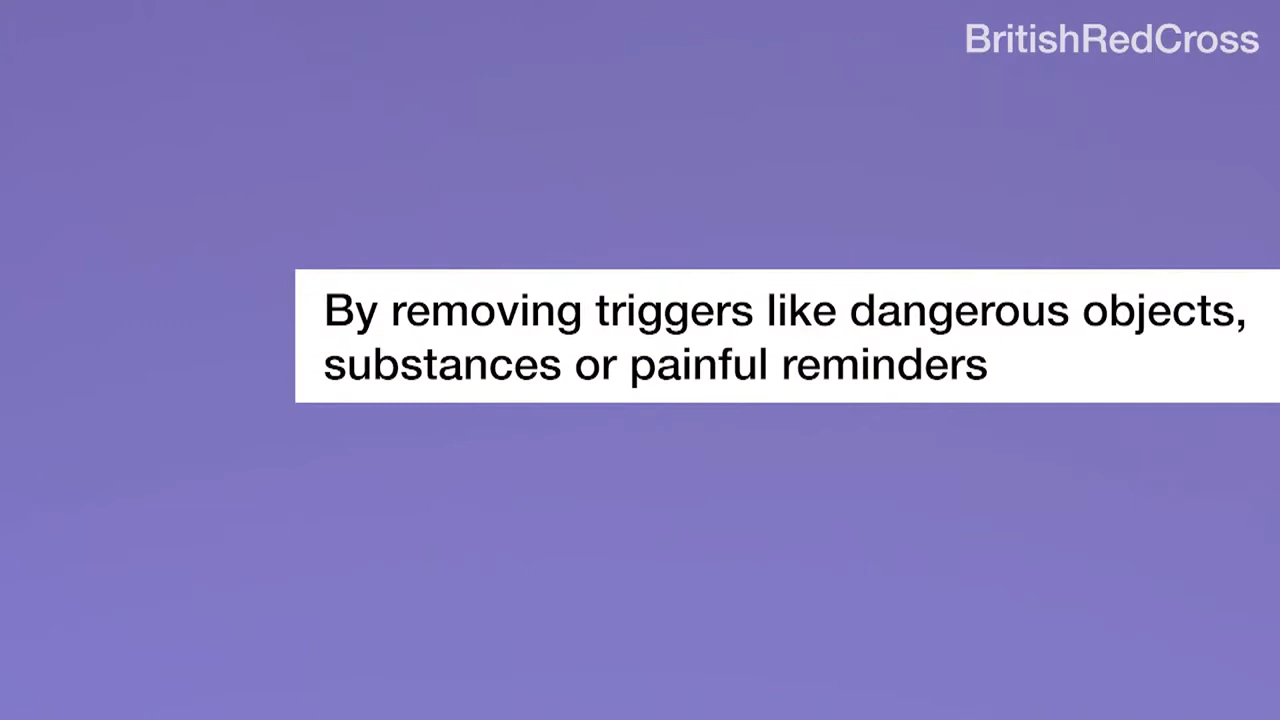 BritishRedCross
By removing triggers like dangerous objects,
substances or painful reminders